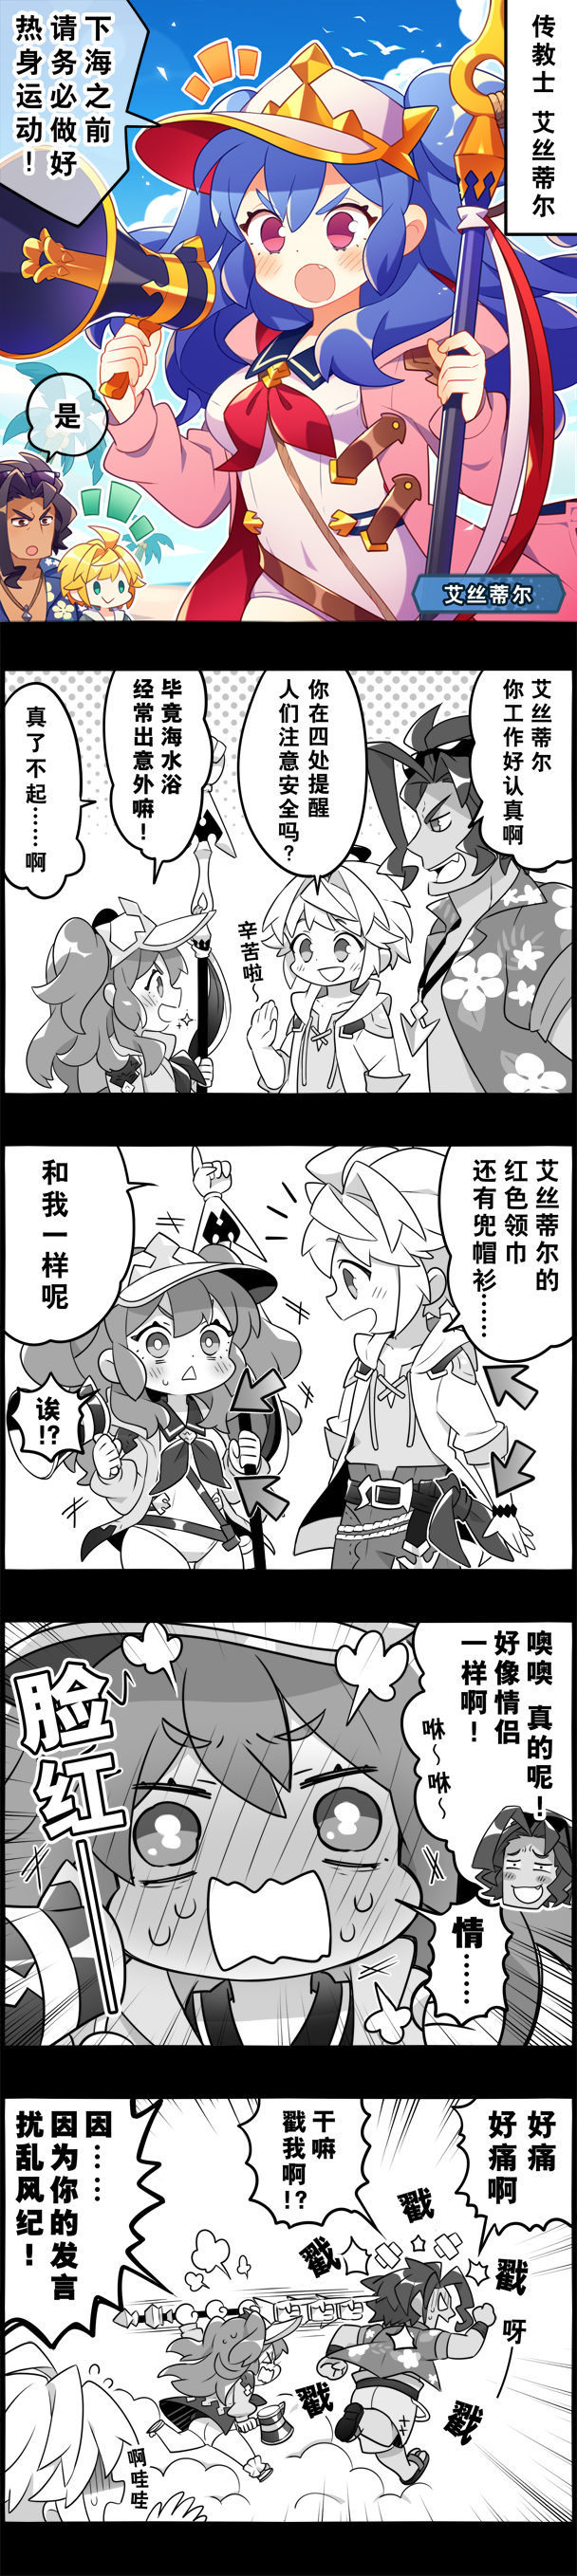 传教士 艾丝蒂尔
下海之前
请务必做好
热身运动！
是
艾丝蒂尔
艾丝蒂尔
你工作好认真啊
你在四处提醒
人们注意安全吗？
辛苦啦～
毕竟海水浴
经常出意外嘛！
真了不起……啊
艾丝蒂尔的
红色领巾
还有兜帽衫……
和我一样呢
诶!?
噢噢 真的呢！
好像情侣
一样啊！
咻～咻～
脸红
情……
好痛
好痛啊
干嘛
戳我啊!?
戳
戳
戳
戳
戳
呀
因……
因为你的发言
扰乱风纪！
啊哇哇